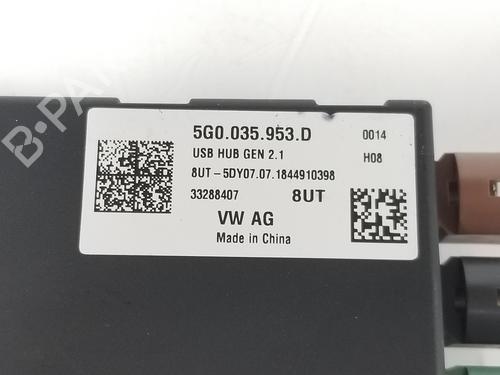 5G0.035.953.D
0014
USB HUB GEN 2.1
H08
8UT-5DY07.07.1844910398
33288407
8UT
VW AG
Made in China